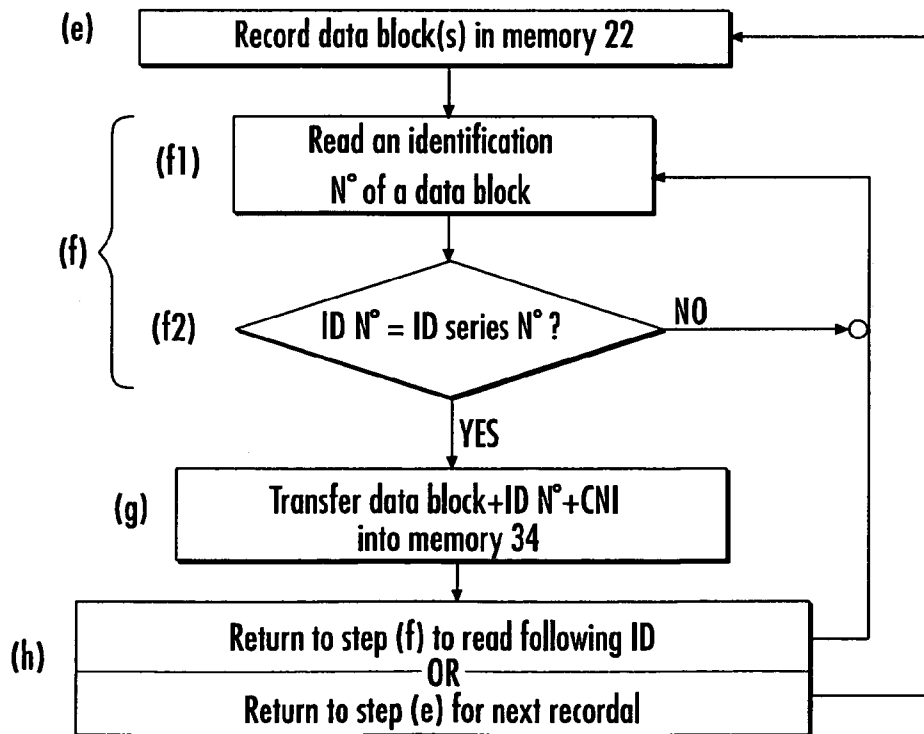 (e)
Record data block(s) in memory 22
(f)
(f1)
Read an identification
N° of a data block
(f2)
ID N° = ID series N° ?
NO
YES
(g)
Transfer data block+ID N°+CNI
into memory 34
(h)
Return to step (f) to read following ID
OR
Return to step (e) for next recordal